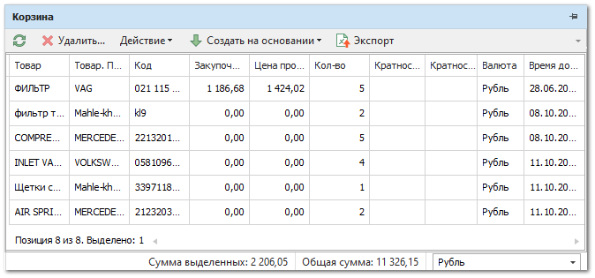 Корзина
Удалить... Действие Создать на основании Экспорт
Товар Товар. П... Код Закупоч... Цена про... Кол-во Кратнос... Кратнос... Валюта Время до...
ФИЛЬТР VAG 021 115 ... 1 186,68 1 424,02 5 Рубль 28.06.20...
фильтр т... Mahle-kh... kl9 0,00 0,00 2 Рубль 08.10.20...
COMPRE... MERCEDE... 2213201... 0,00 0,00 5 Рубль 08.10.20...
INLET VA... VOLKSW... 0581096... 0,00 0,00 4 Рубль 11.10.20...
Щетки с... Mahle-kh... 3397118... 0,00 0,00 1 Рубль 11.10.20...
AIR SPRI... MERCEDE... 2123203... 0,00 0,00 2 Рубль 11.10.20...
Позиция 8 из 8. Выделено: 1
Сумма выделенных: 2 206,05 Общая сумма: 11 326,15 Рубль